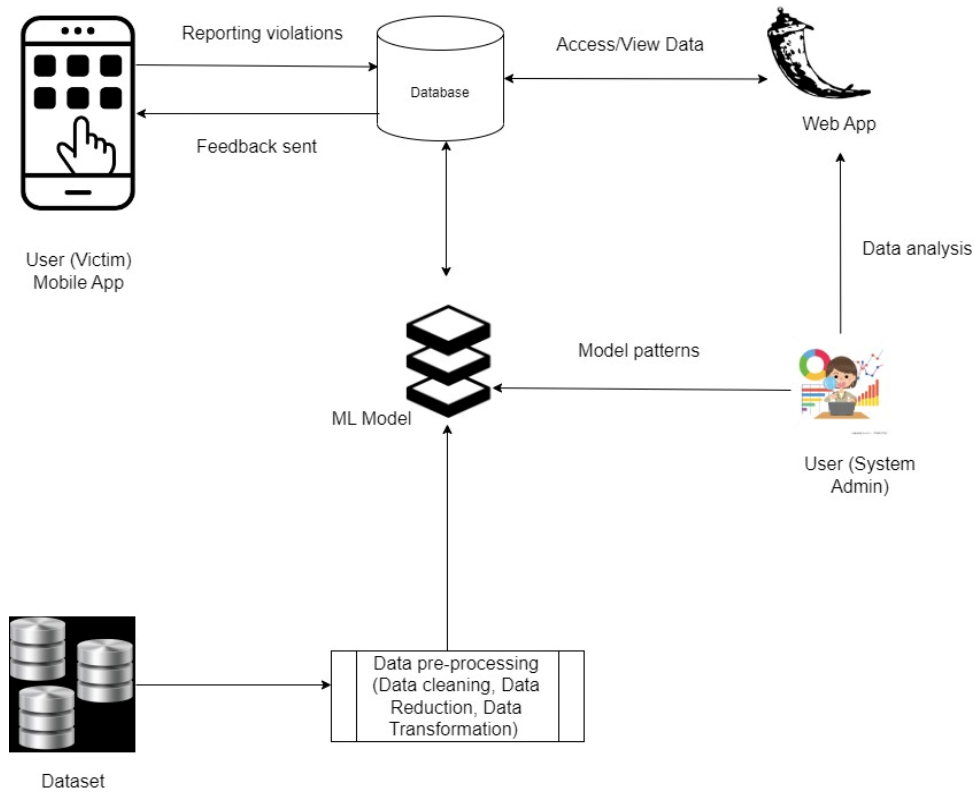 Reporting violations
Access/View Data
Database
Web App
Feedback sent
User (Victim)
Mobile App
Data analysis
Model patterns
ML Model
User (System
Admin)
Data pre-processing
(Data cleaning, Data
Reduction, Data
Transformation)
Dataset